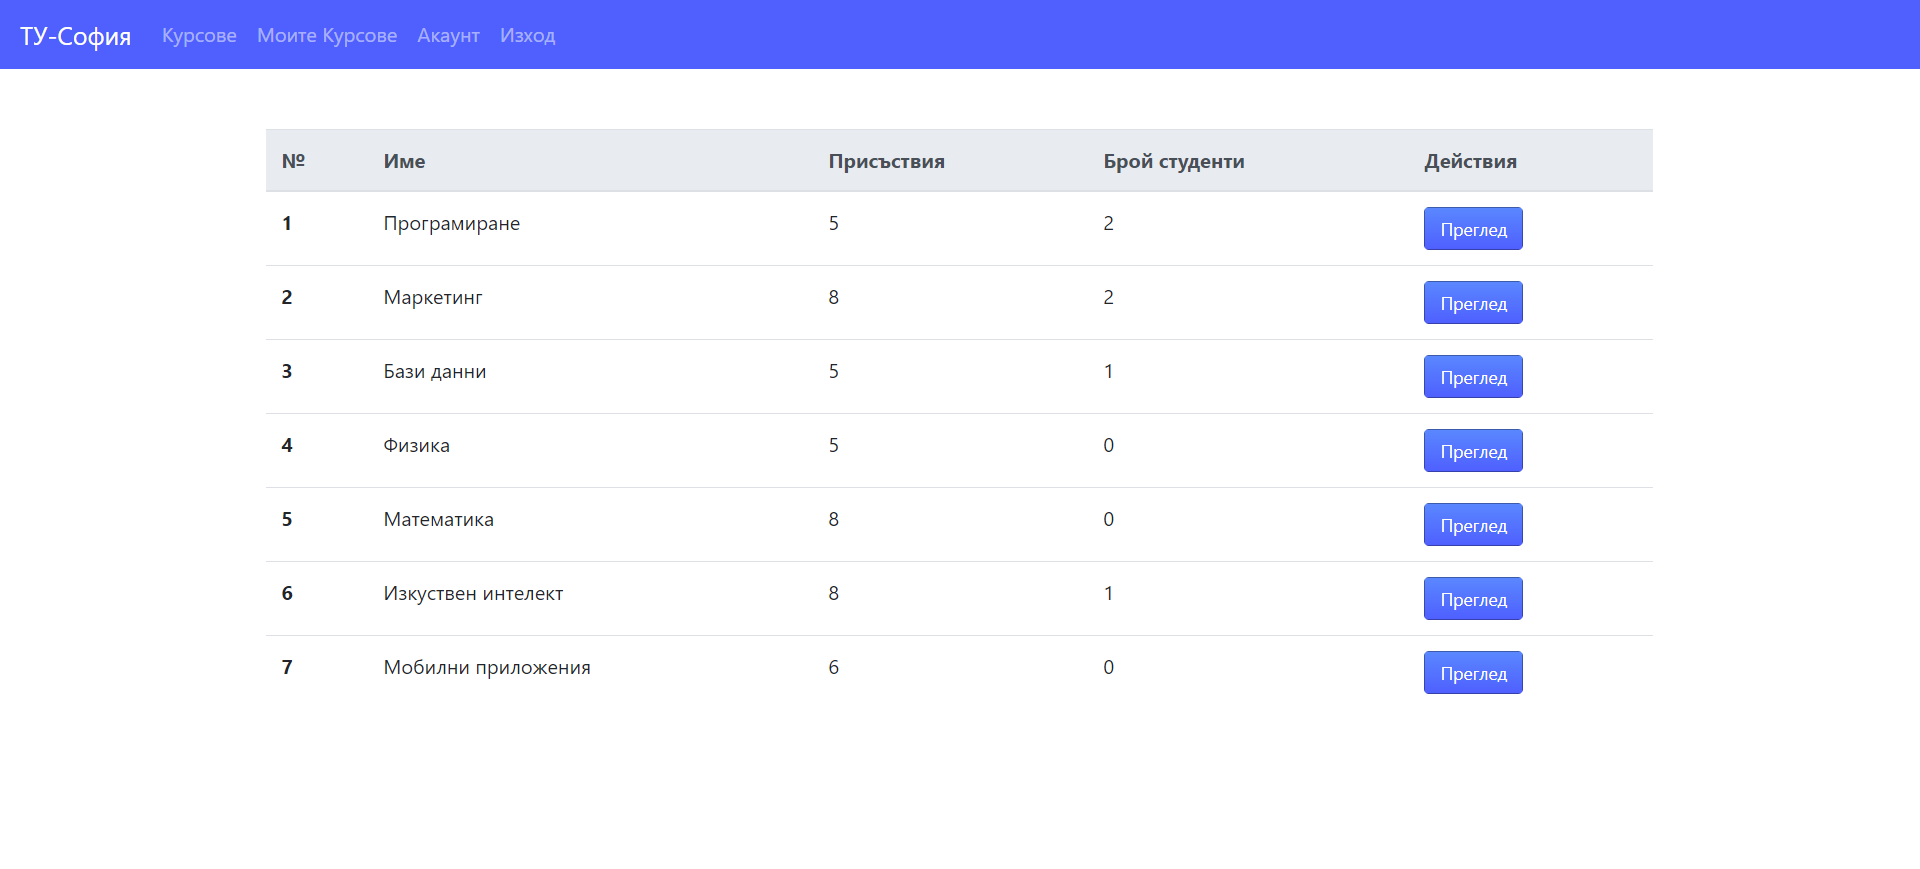 ТУ-София Курсове Моите Курсове Акаунт Изход
№ Име Присъствия Брой студенти Действия
1 Програмиране 5 2 Преглед
2 Маркетинг 8 2 Преглед
3 Бази данни 5 1 Преглед
4 Физика 5 0 Преглед
5 Математика 8 0 Преглед
6 Изкуствен интелект 8 1 Преглед
7 Мобилни приложения 6 0 Преглед